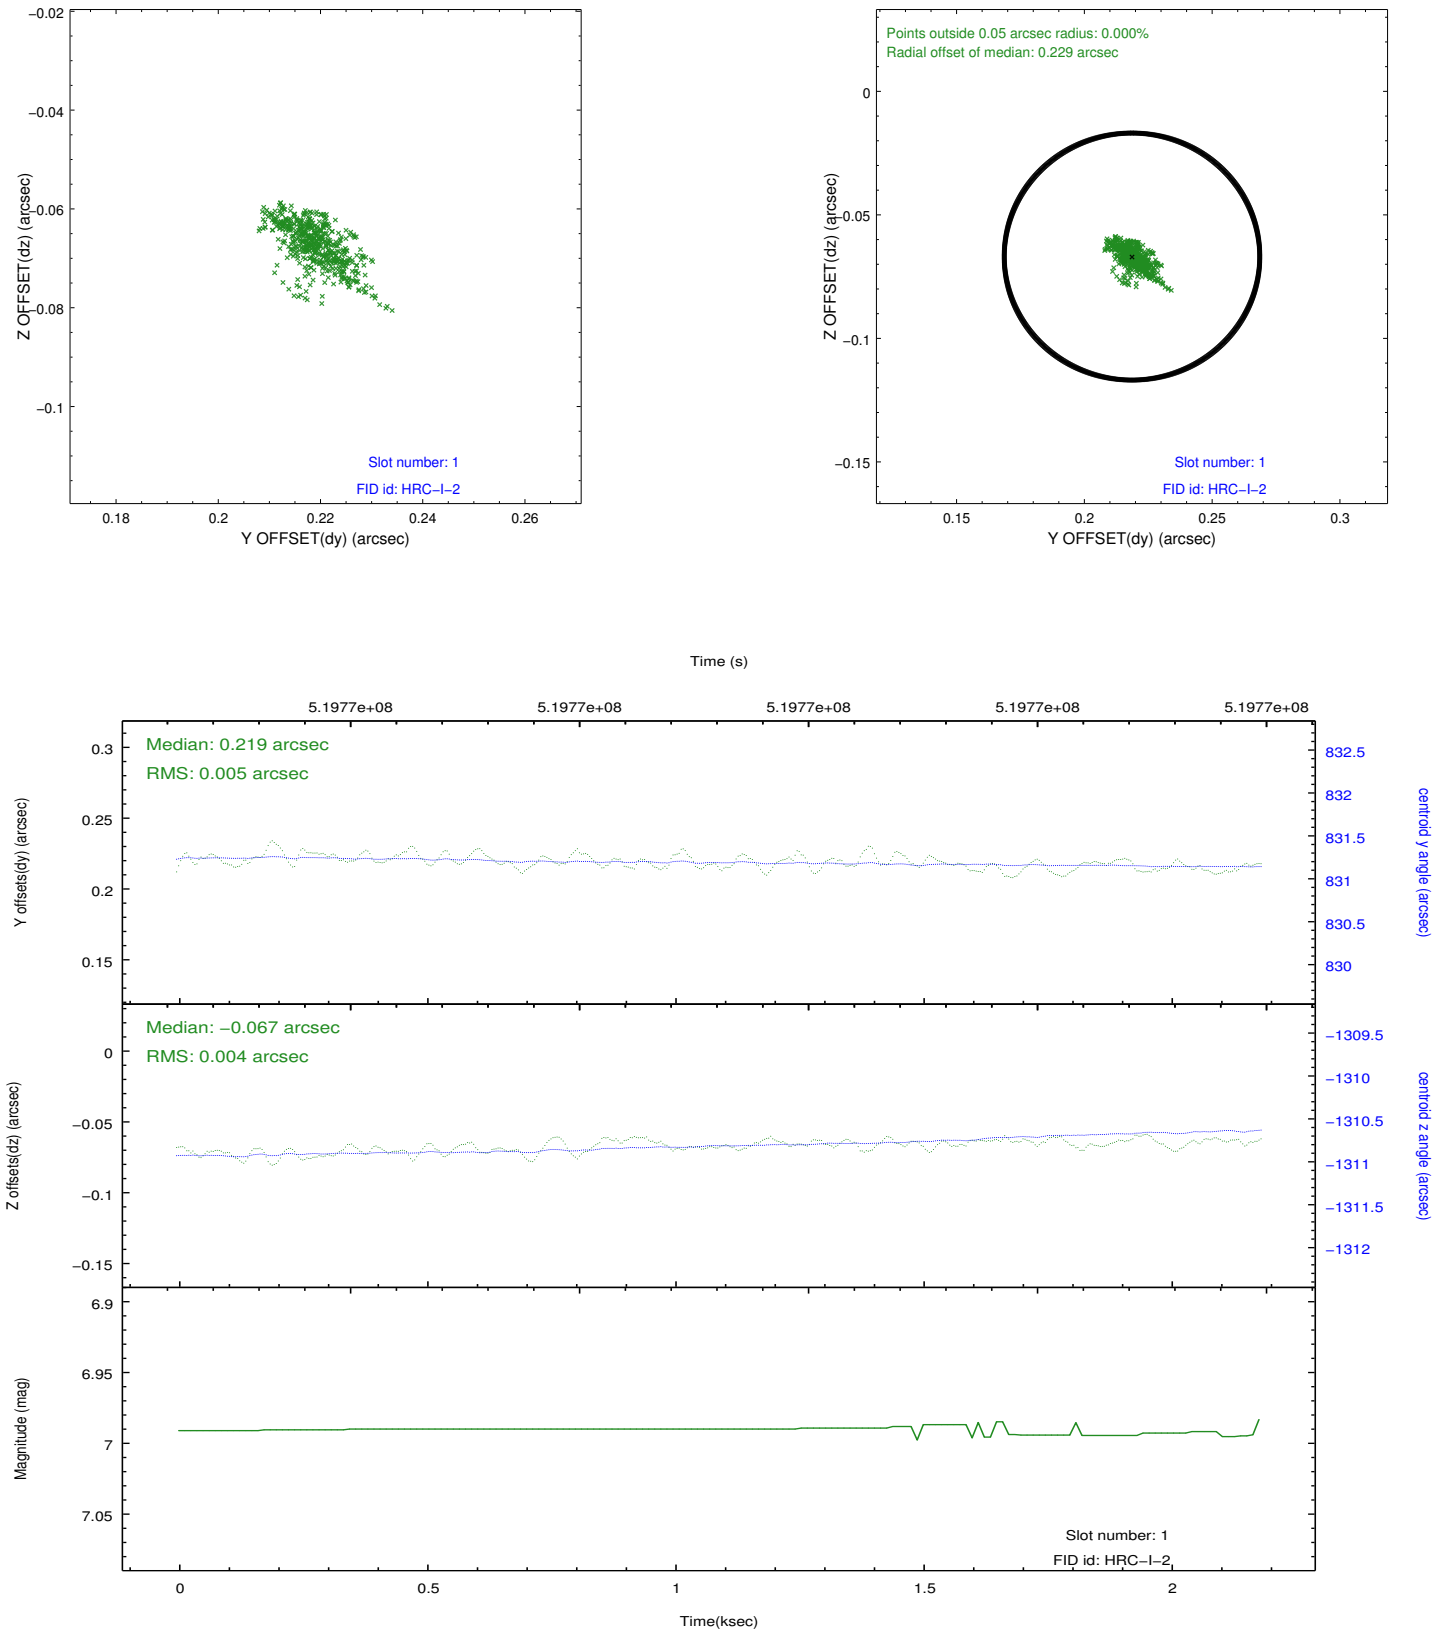 −0.02
−0.04
−0.06
−0.08
−0.1
Z OFFSET(dz) (arcsec)
Slot number: 1
FID id: HRC−I−2
0.18
0.2
0.22
0.24
0.26
Y OFFSET(dy) (arcsec)
Points outside 0.05 arcsec radius: 0.000%
Radial offset of median: 0.229 arcsec
0
−0.05
−0.1
−0.15
Z OFFSET(dz) (arcsec)
Slot number: 1
FID id: HRC−I−2
0.15
0.2
0.25
0.3
Y OFFSET(dy) (arcsec)
Time (s)
5.1977e+08
5.1977e+08
5.1977e+08
5.1977e+08
5.1977e+08
Median: 0.219 arcsec
RMS: 0.005 arcsec
0.3
0.25
0.2
0.15
Y offsets(dy) (arcsec)
832.5
832
831.5
831
830.5
830
centroid y angle (arcsec)
Median: −0.067 arcsec
RMS: 0.004 arcsec
0
−0.05
−0.1
−0.15
Z offsets(dz) (arcsec)
−1309.5
−1310
−1310.5
−1311
−1311.5
−1312
centroid z angle (arcsec)
6.9
6.95
7
7.05
Magnitude (mag)
Slot number: 1
FID id: HRC−I−2
0
0.5
1
1.5
2
Time(ksec)